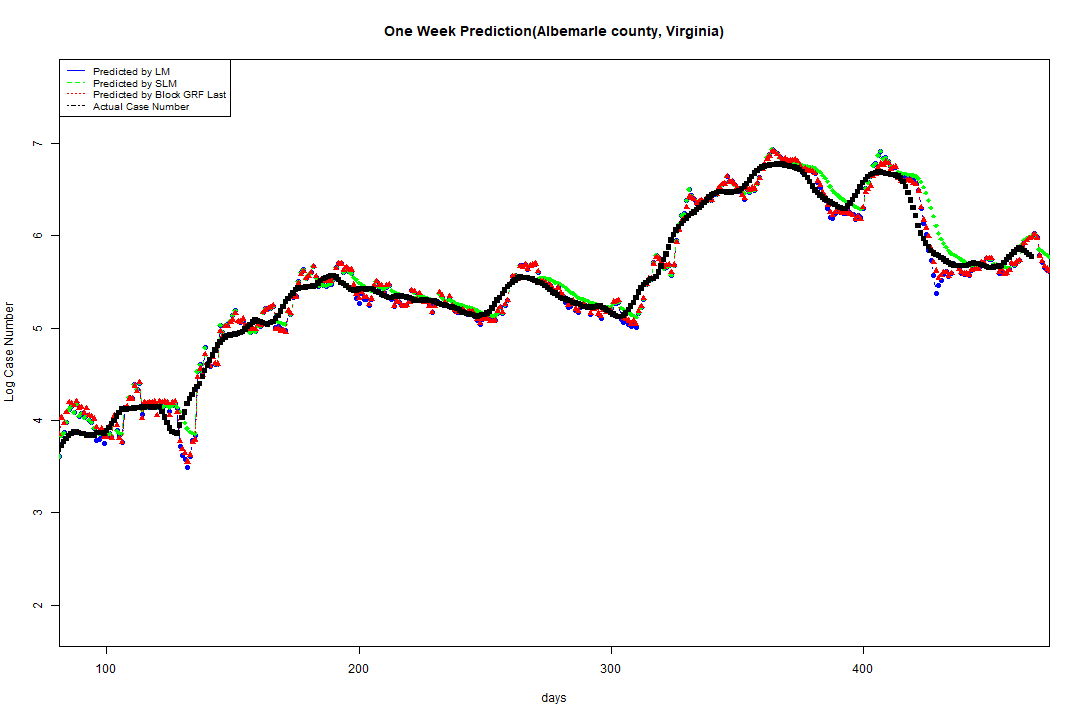 One Week Prediction(Albemarle county, Virginia)
Predicted by LM
Predicted by SLM
Predicted by Block GRF Last
Actual Case Number
7
6
5
4
3
2
Log Case Number
100 200 300 400
days